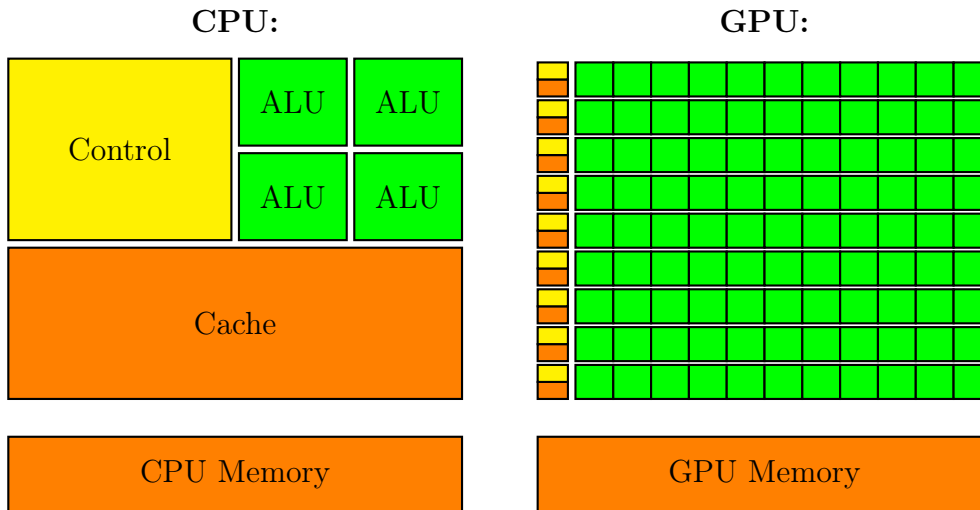 CPU:
GPU:
Control
ALU
ALU
ALU
ALU
Cache
CPU Memory
GPU Memory